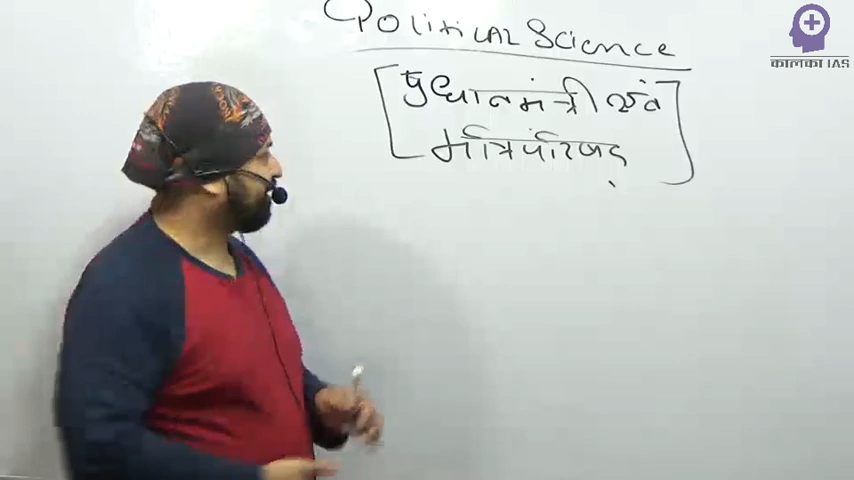 Political Science
प्रधानमंत्री एवं
मंत्रिपरिषद्
कालका IAS